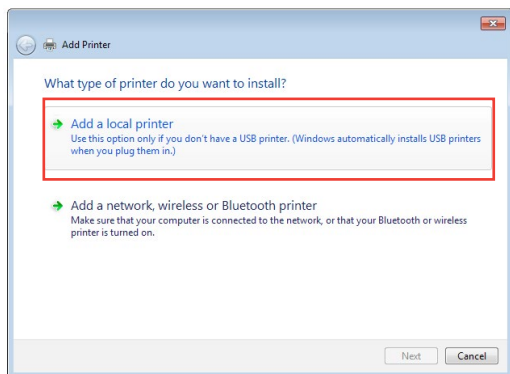 Add Printer
What type of printer do you want to install?
Add a local printer
Use this option only if you don't have a USB printer. (Windows automatically installs USB printers
when you plug them in.)
Add a network, wireless or Bluetooth printer
Make sure that your computer is connected to the network, or that your Bluetooth or wireless
printer is turned on.
Next Cancel